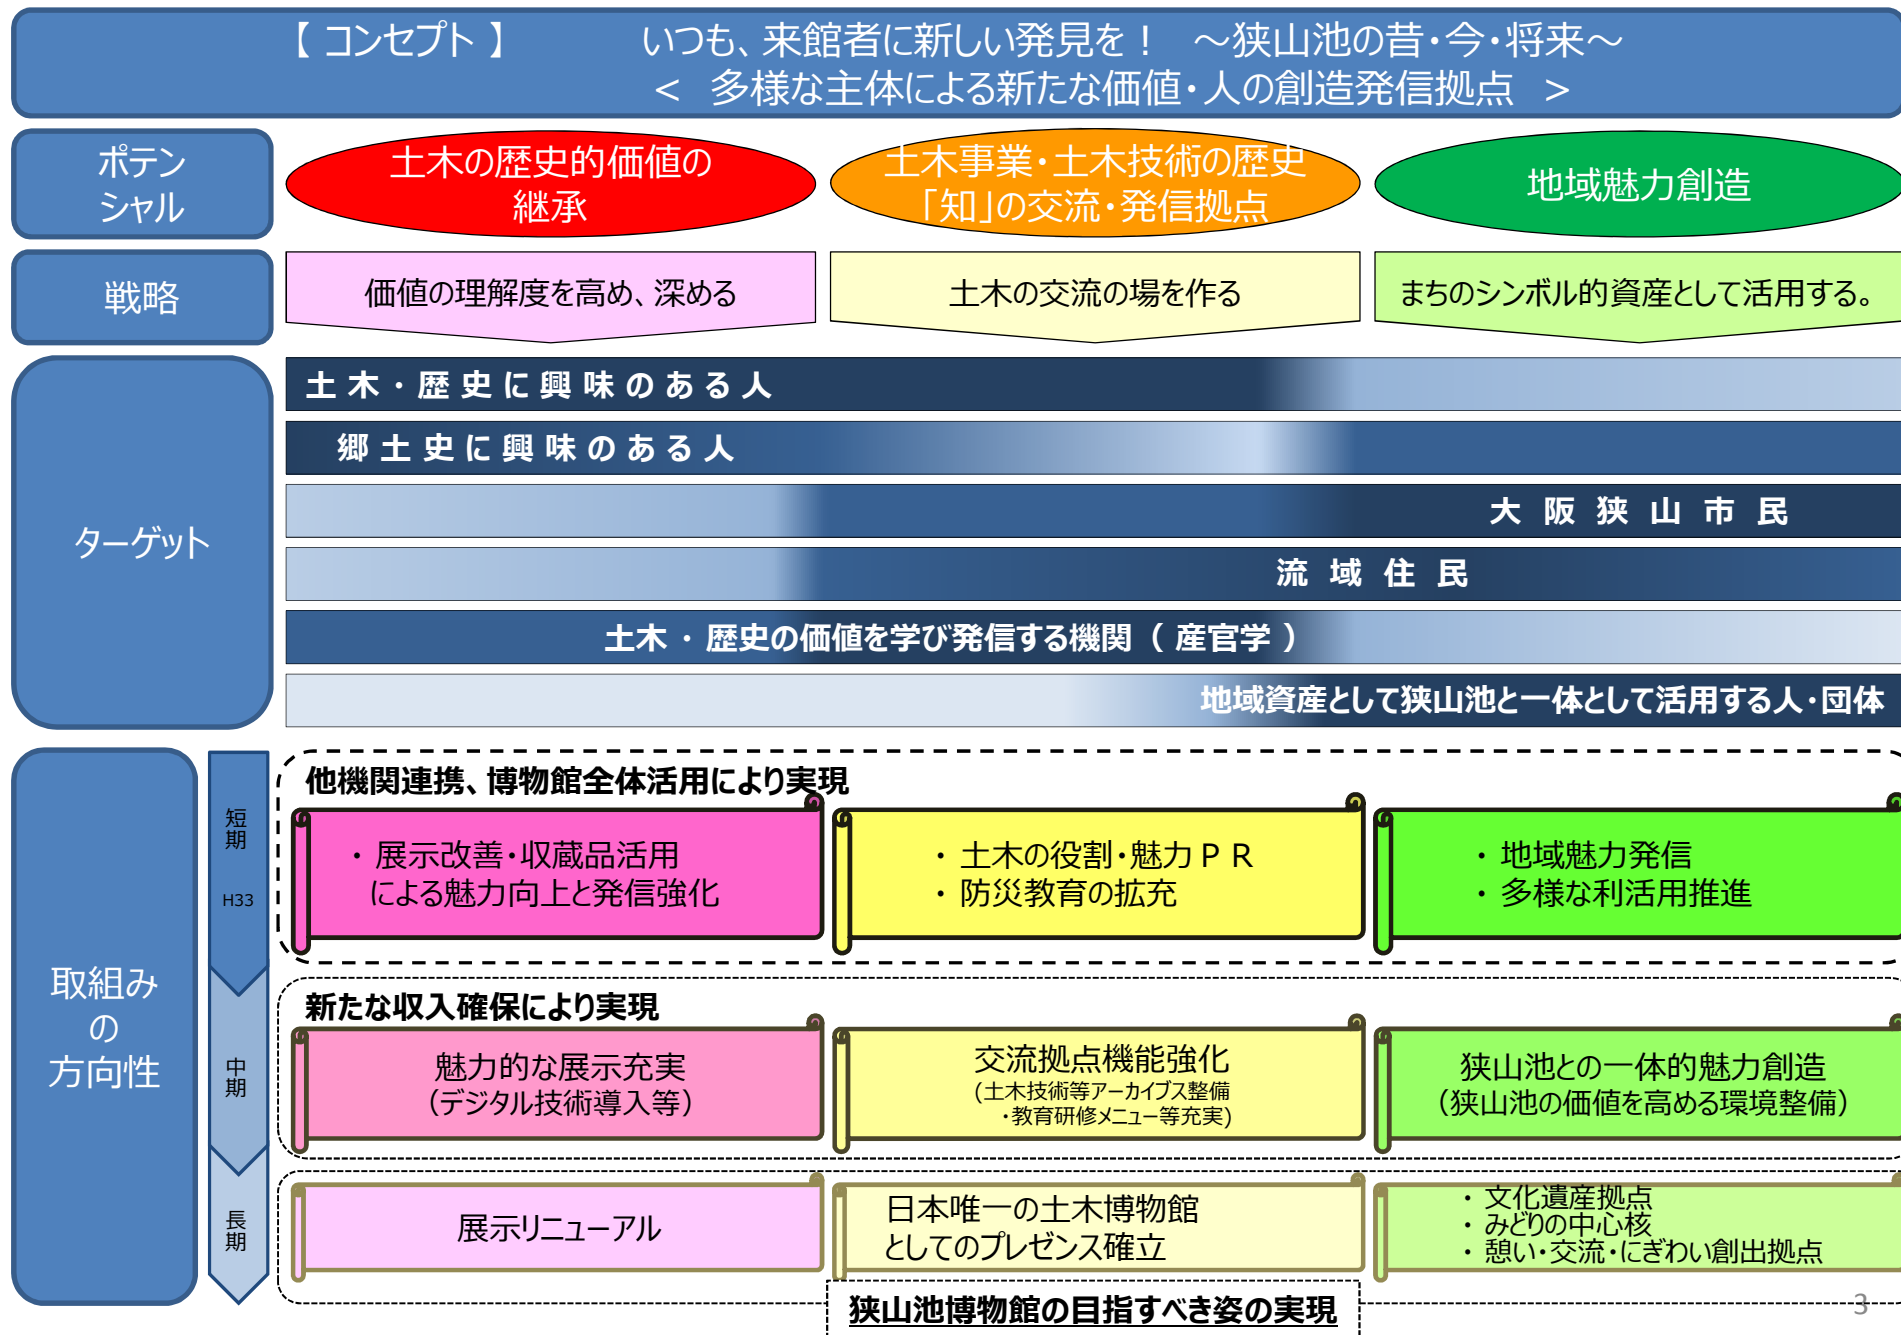 【 コンセプト 】　いつも、来館者に新しい発見を！　～狭山池の昔・今・将来～
＜ 多様な主体による新たな価値・人の創造発信拠点 ＞
ポテン
シャル
土木の歴史的価値の
継承
土木事業・土木技術の歴史
「知」の交流・発信拠点
地域魅力創造
戦略
価値の理解度を高め、深める
土木の交流の場を作る
まちのシンボル的資産として活用する。
ターゲット
土木・歴史に興味のある人
郷土史に興味のある人
大阪狭山市民
流域住民
土木・歴史の価値を学び発信する機関（産官学）
地域資産として狭山池と一体として活用する人・団体
取組み
の
方向性
短期
H33
他機関連携、博物館全体活用により実現
・展示改善・収蔵品活用
による魅力向上と発信強化
・土木の役割・魅力ＰＲ
・防災教育の拡充
・地域魅力発信
・多様な利活用推進
中期
新たな収入確保により実現
魅力的な展示充実
（デジタル技術導入等）
交流拠点機能強化
(土木技術等アーカイブス整備
・教育研修メニュー等充実)
狭山池との一体的魅力創造
（狭山池の価値を高める環境整備）
長期
展示リニューアル
日本唯一の土木博物館
としてのプレゼンス確立
・文化遺産拠点
・みどりの中心核
・憩い・交流・にぎわい創出拠点
狭山池博物館の目指すべき姿の実現
3